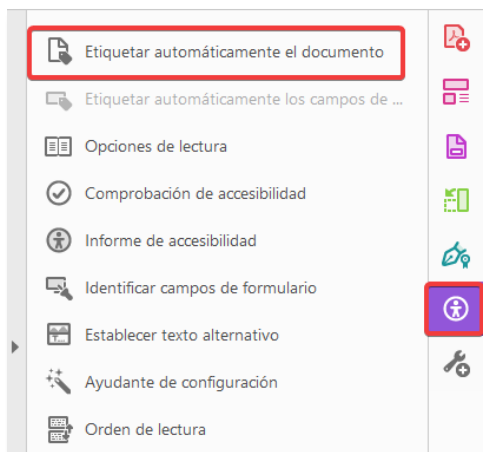 Etiquetar automáticamente el documento
Etiquetar automáticamente los campos de ...
Opciones de lectura
Comprobación de accesibilidad
Informe de accesibilidad
Identificar campos de formulario
Establecer texto alternativo
Ayudante de configuración
Orden de lectura